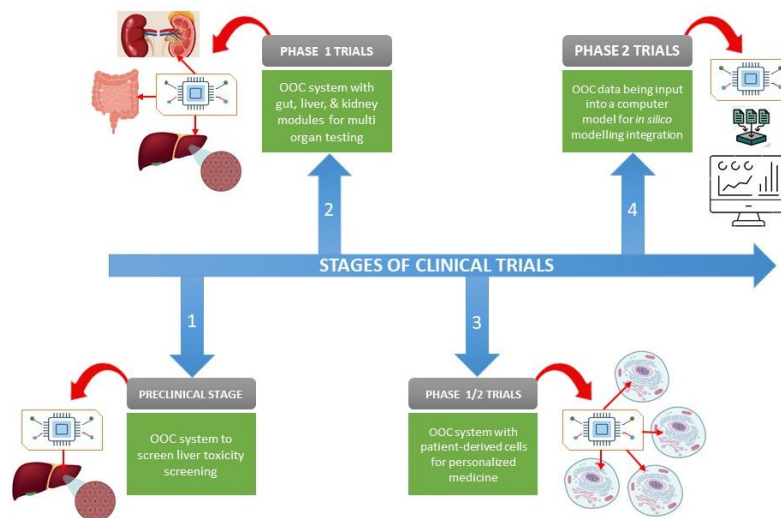 PHASE 1 TRIALS
OOC system with
gut, liver, & kidney
modules for multi
organ testing
PHASE 2 TRIALS
OOC data being input
into a computer
model for in silico
modelling integration
2
4
STAGES OF CLINICAL TRIALS
1
3
PRECLINICAL STAGE
OOC system to
screen liver toxicity
screening
PHASE 1/2 TRIALS
OOC system with
patient-derived cells
for personalized
medicine